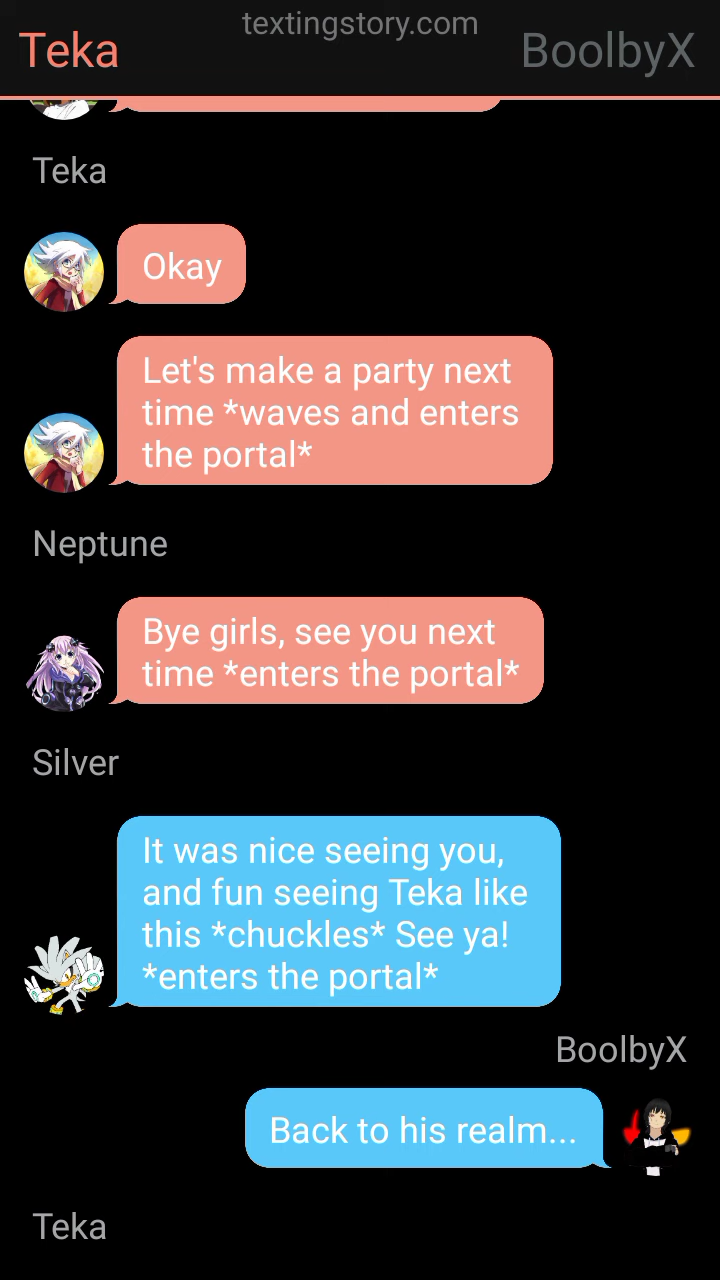 textingstory.com
Teka
BoolbyX
Teka
Okay
Let's make a party next
time *waves and enters
the portal*
Neptune
Bye girls, see you next
time *enters the portal*
Silver
It was nice seeing you,
and fun seeing Teka like
this *chuckles* See ya!
*enters the portal*
BoolbyX
Back to his realm...
Teka